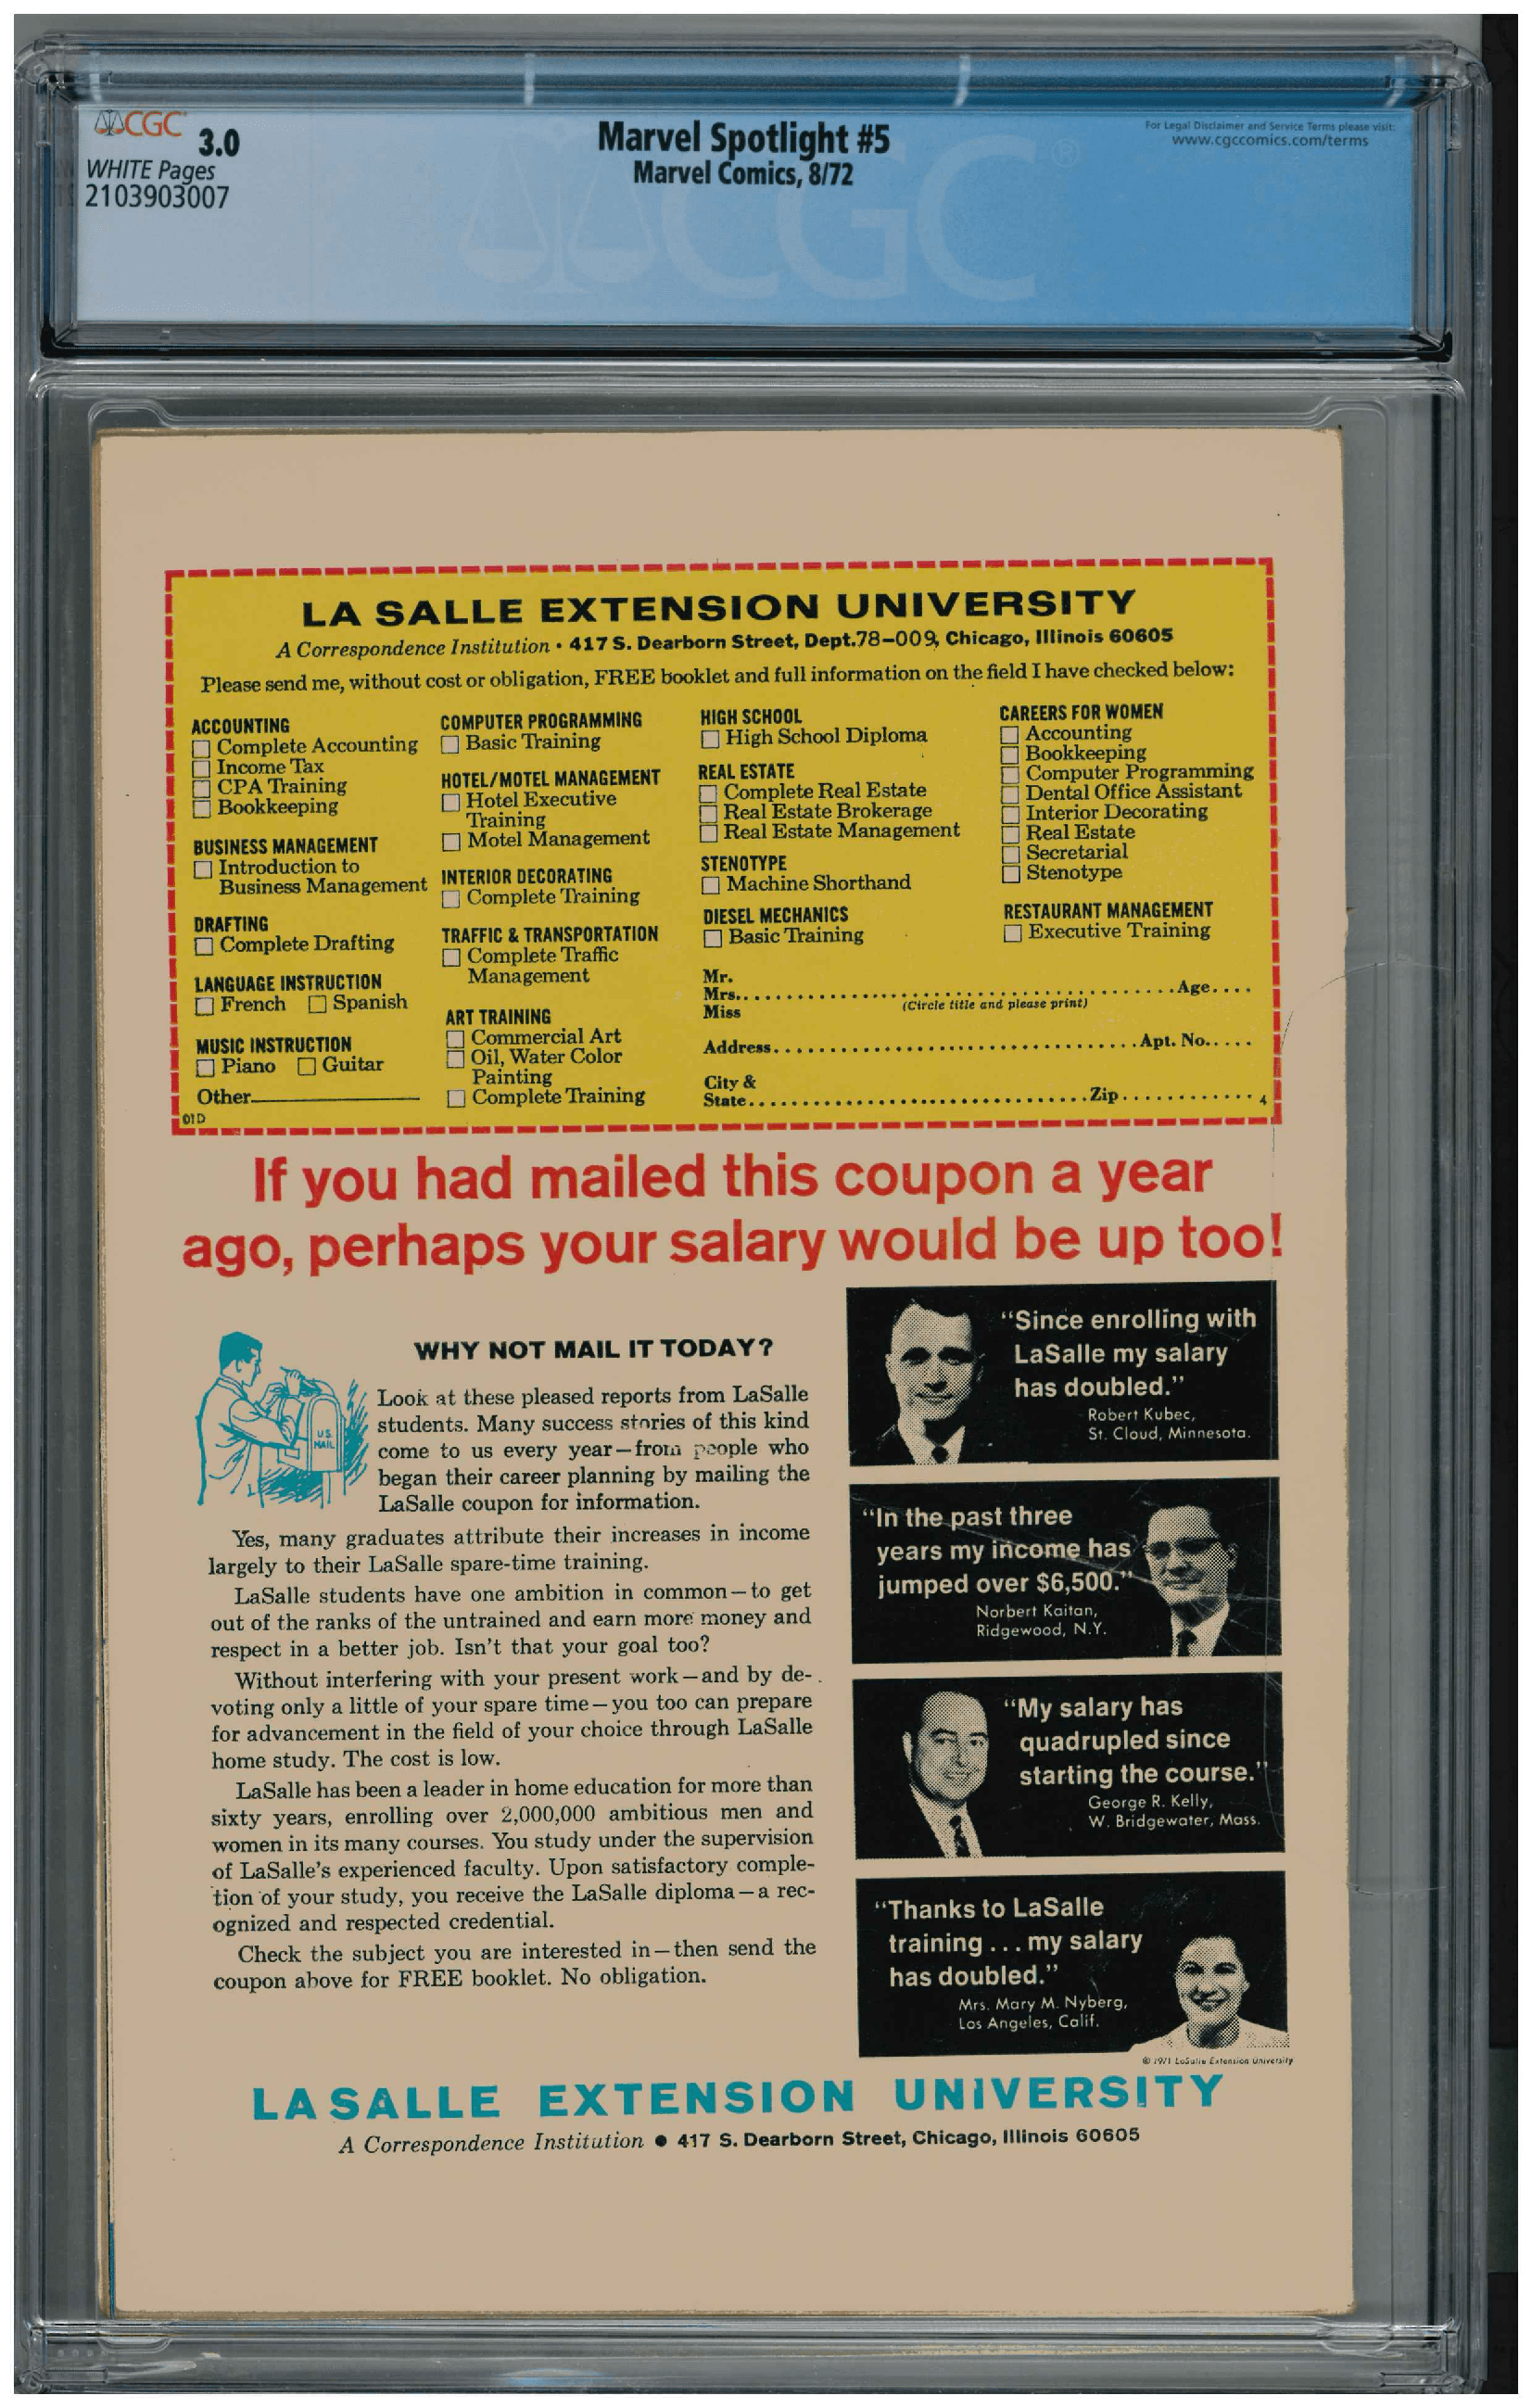 CGC
3.0
WHITE Pages
2103903007
Marvel Spotlight #5
Marvel Comics, 8/72
For Legal Disclaimer and Service Terms please visit:
www.cgccomics.com/terms
CGC®
LA SALLE EXTENSION UNIVERSITY
A Correspondence Institution • 417 S. Dearborn Street, Dept.78-009, Chicago, Illinois 60605
Please send me, without cost or obligation, FREE booklet and full information on the field I have checked below:
ACCOUNTING
Complete Accounting
Income Tax
CPA Training
Bookkeeping
BUSINESS MANAGEMENT
Introduction to
Business Management
DRAFTING
Complete Drafting
LANGUAGE INSTRUCTION
French Spanish
MUSIC INSTRUCTION
Piano Guitar
Other
01D
COMPUTER PROGRAMMING
Basic Training
HOTEL/MOTEL MANAGEMENT
Hotel Executive
Training
Motel Management
INTERIOR DECORATING
Complete Training
TRAFFIC & TRANSPORTATION
Complete Traffic
Management
ART TRAINING
Commercial Art
Oil, Water Color
Painting
Complete Training
HIGH SCHOOL
High School Diploma
REAL ESTATE
Complete Real Estate
Real Estate Brokerage
Real Estate Management
STENOTYPE
Machine Shorthand
DIESEL MECHANICS
Basic Training
CAREERS FOR WOMEN
Accounting
Bookkeeping
Computer Programming
Dental Office Assistant
Interior Decorating
Real Estate
Secretarial
Stenotype
RESTAURANT MANAGEMENT
Executive Training
Mr.
Mrs. Age
Miss (Circle title and please print)
Address Apt. No.
City &
State Zip 4
If you had mailed this coupon a year
ago, perhaps your salary would be up too!
U.S.
MAIL
WHY NOT MAIL IT TODAY?
Look at these pleased reports from LaSalle
students. Many success stories of this kind
come to us every year—from people who
began their career planning by mailing the
LaSalle coupon for information.
Yes, many graduates attribute their increases in income
largely to their LaSalle spare-time training.
LaSalle students have one ambition in common—to get
out of the ranks of the untrained and earn more money and
respect in a better job. Isn't that your goal too?
Without interfering with your present work—and by de-
voting only a little of your spare time—you too can prepare
for advancement in the field of your choice through LaSalle
home study. The cost is low.
LaSalle has been a leader in home education for more than
sixty years, enrolling over 2,000,000 ambitious men and
women in its many courses. You study under the supervision
of LaSalle's experienced faculty. Upon satisfactory comple-
tion of your study, you receive the LaSalle diploma—a rec-
ognized and respected credential.
Check the subject you are interested in—then send the
coupon above for FREE booklet. No obligation.
"Since enrolling with
LaSalle my salary
has doubled."
Robert Kubec,
St. Cloud, Minnesota.
"In the past three
years my income has
jumped over $6,500."
Norbert Kaitan,
Ridgewood, N.Y.
"My salary has
quadrupled since
starting the course."
George R. Kelly,
W. Bridgewater, Mass.
"Thanks to LaSalle
training ... my salary
has doubled."
Mrs. Mary M. Nyberg,
Los Angeles, Calif.
© 1971 LaSalle Extension University
LA SALLE EXTENSION UNIVERSITY
A Correspondence Institution • 417 S. Dearborn Street, Chicago, Illinois 60605